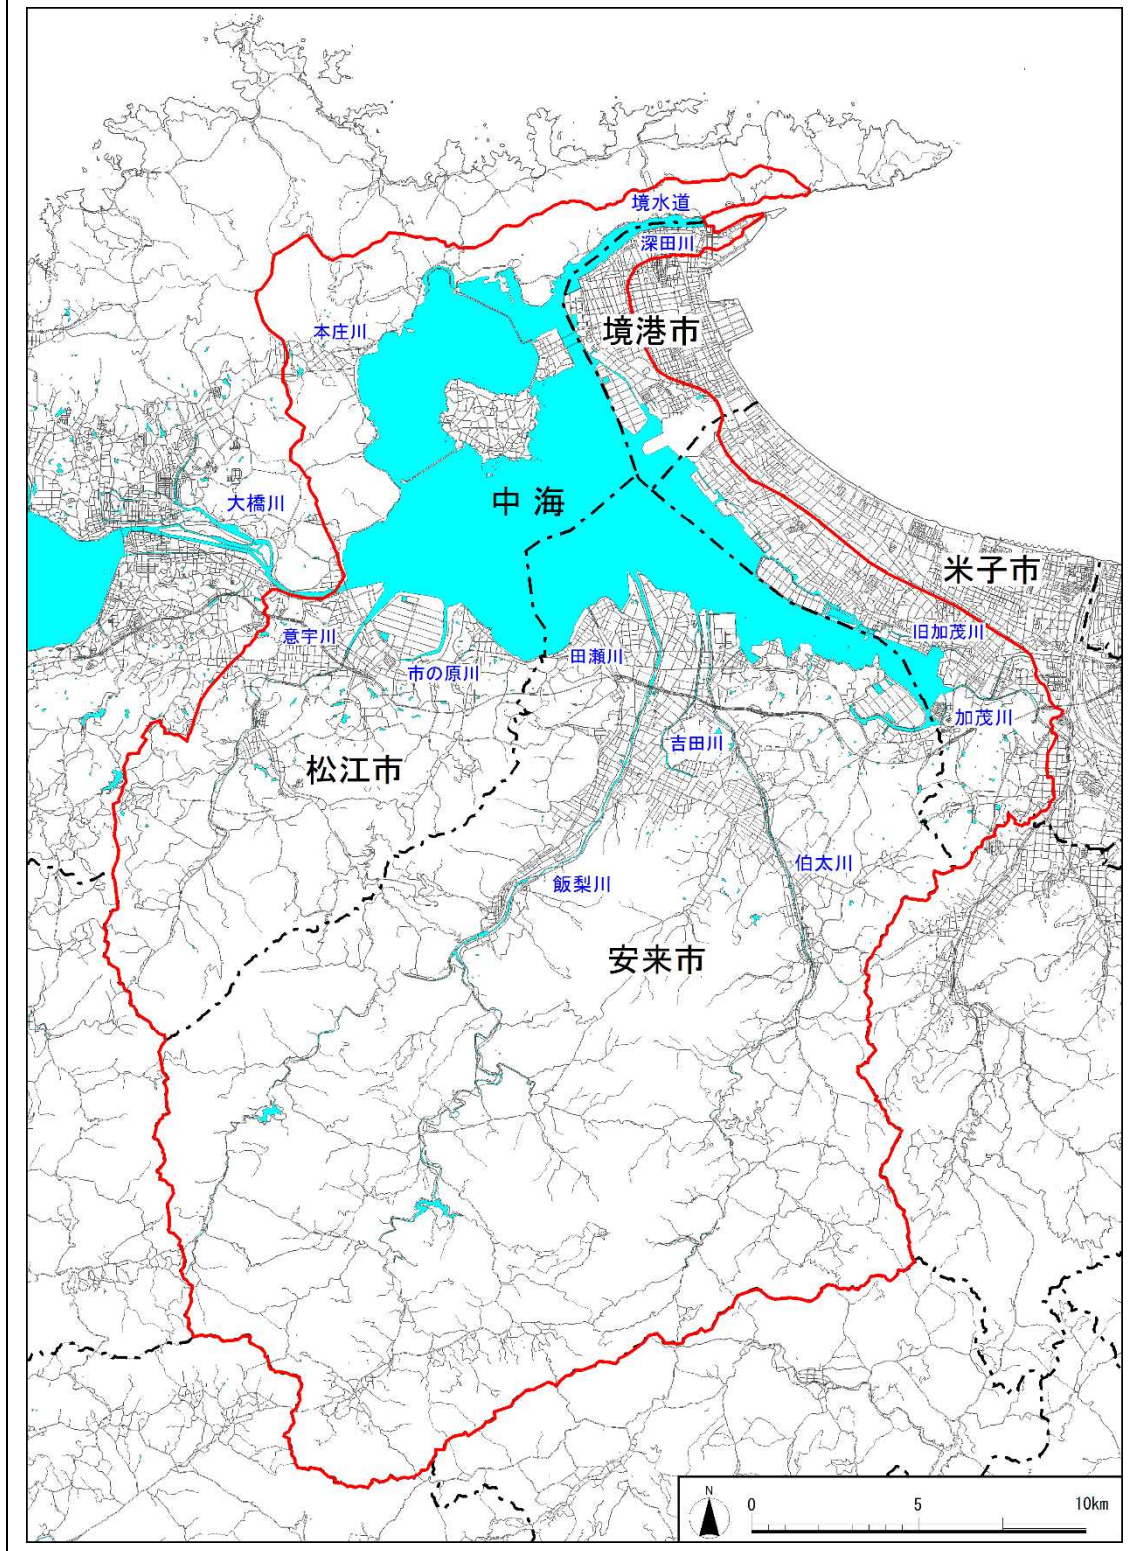 境水道
深田川
境港市
本庄川
大橋川
中海
米子市
旧加茂川
意宇川
田瀬川
市の原川
加茂川
吉田川
松江市
伯太川
飯梨川
安来市
N
0 5 10km